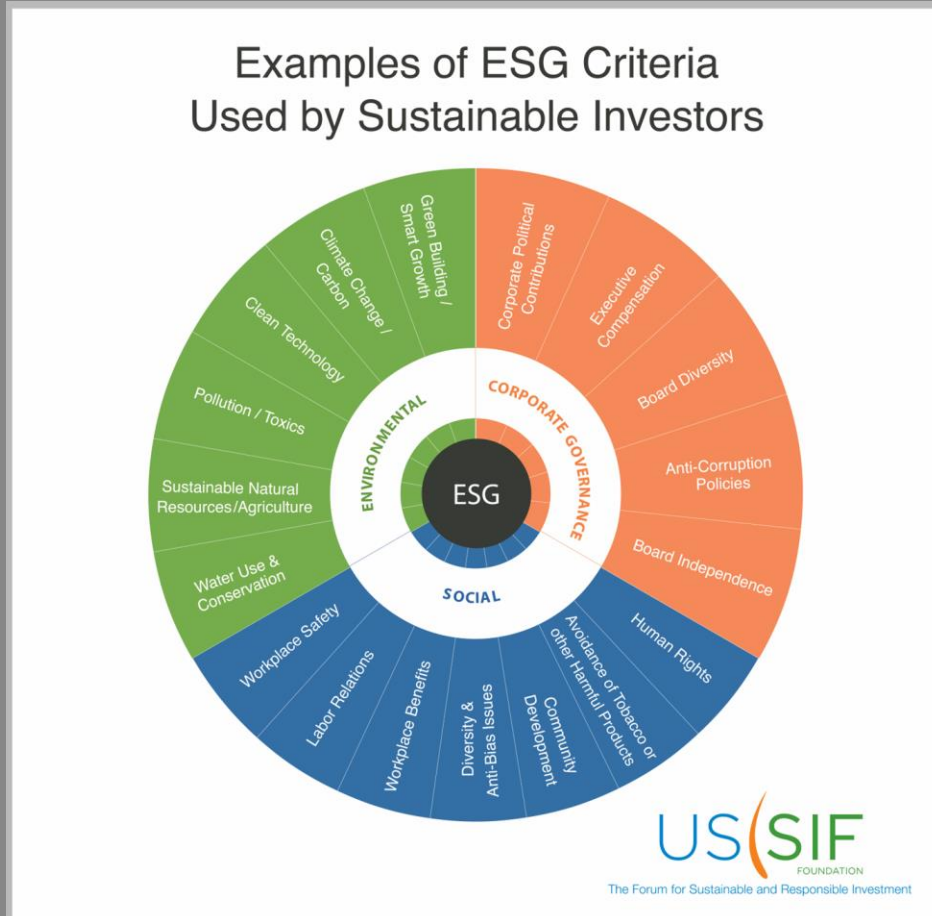 Examples of ESG Criteria
Used by Sustainable Investors
Green Building /
Smart Growth
Climate Change /
Carbon
Clean Technology
Pollution / Toxics
Sustainable Natural
Resources/Agriculture
Water Use &
Conservation
ENVIRONMENTAL
Corporate Political
Contributions
Executive
Compensation
Board Diversity
Anti-Corruption
Policies
Board Independence
CORPORATE GOVERNANCE
ESG
SOCIAL
Workplace Safety
Labor Relations
Workplace Benefits
Diversity &
Anti-Bias Issues
Community
Development
Avoidance of Tobacco or
other Harmful Products
Human Rights
US SIF
FOUNDATION
The Forum for Sustainable and Responsible Investment